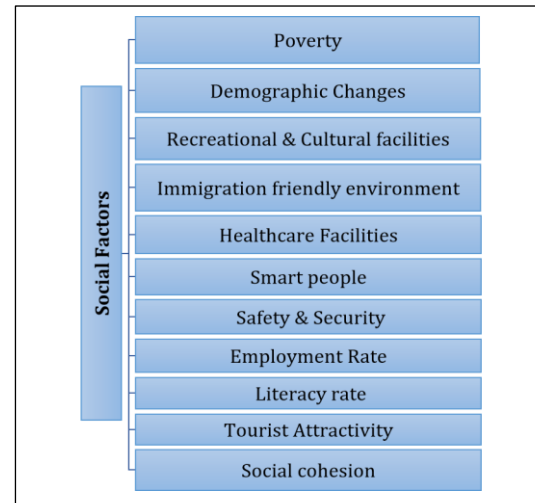 Social Factors
Poverty
Demographic Changes
Recreational & Cultural facilities
Immigration friendly environment
Healthcare Facilities
Smart people
Safety & Security
Employment Rate
Literacy rate
Tourist Attractivity
Social cohesion